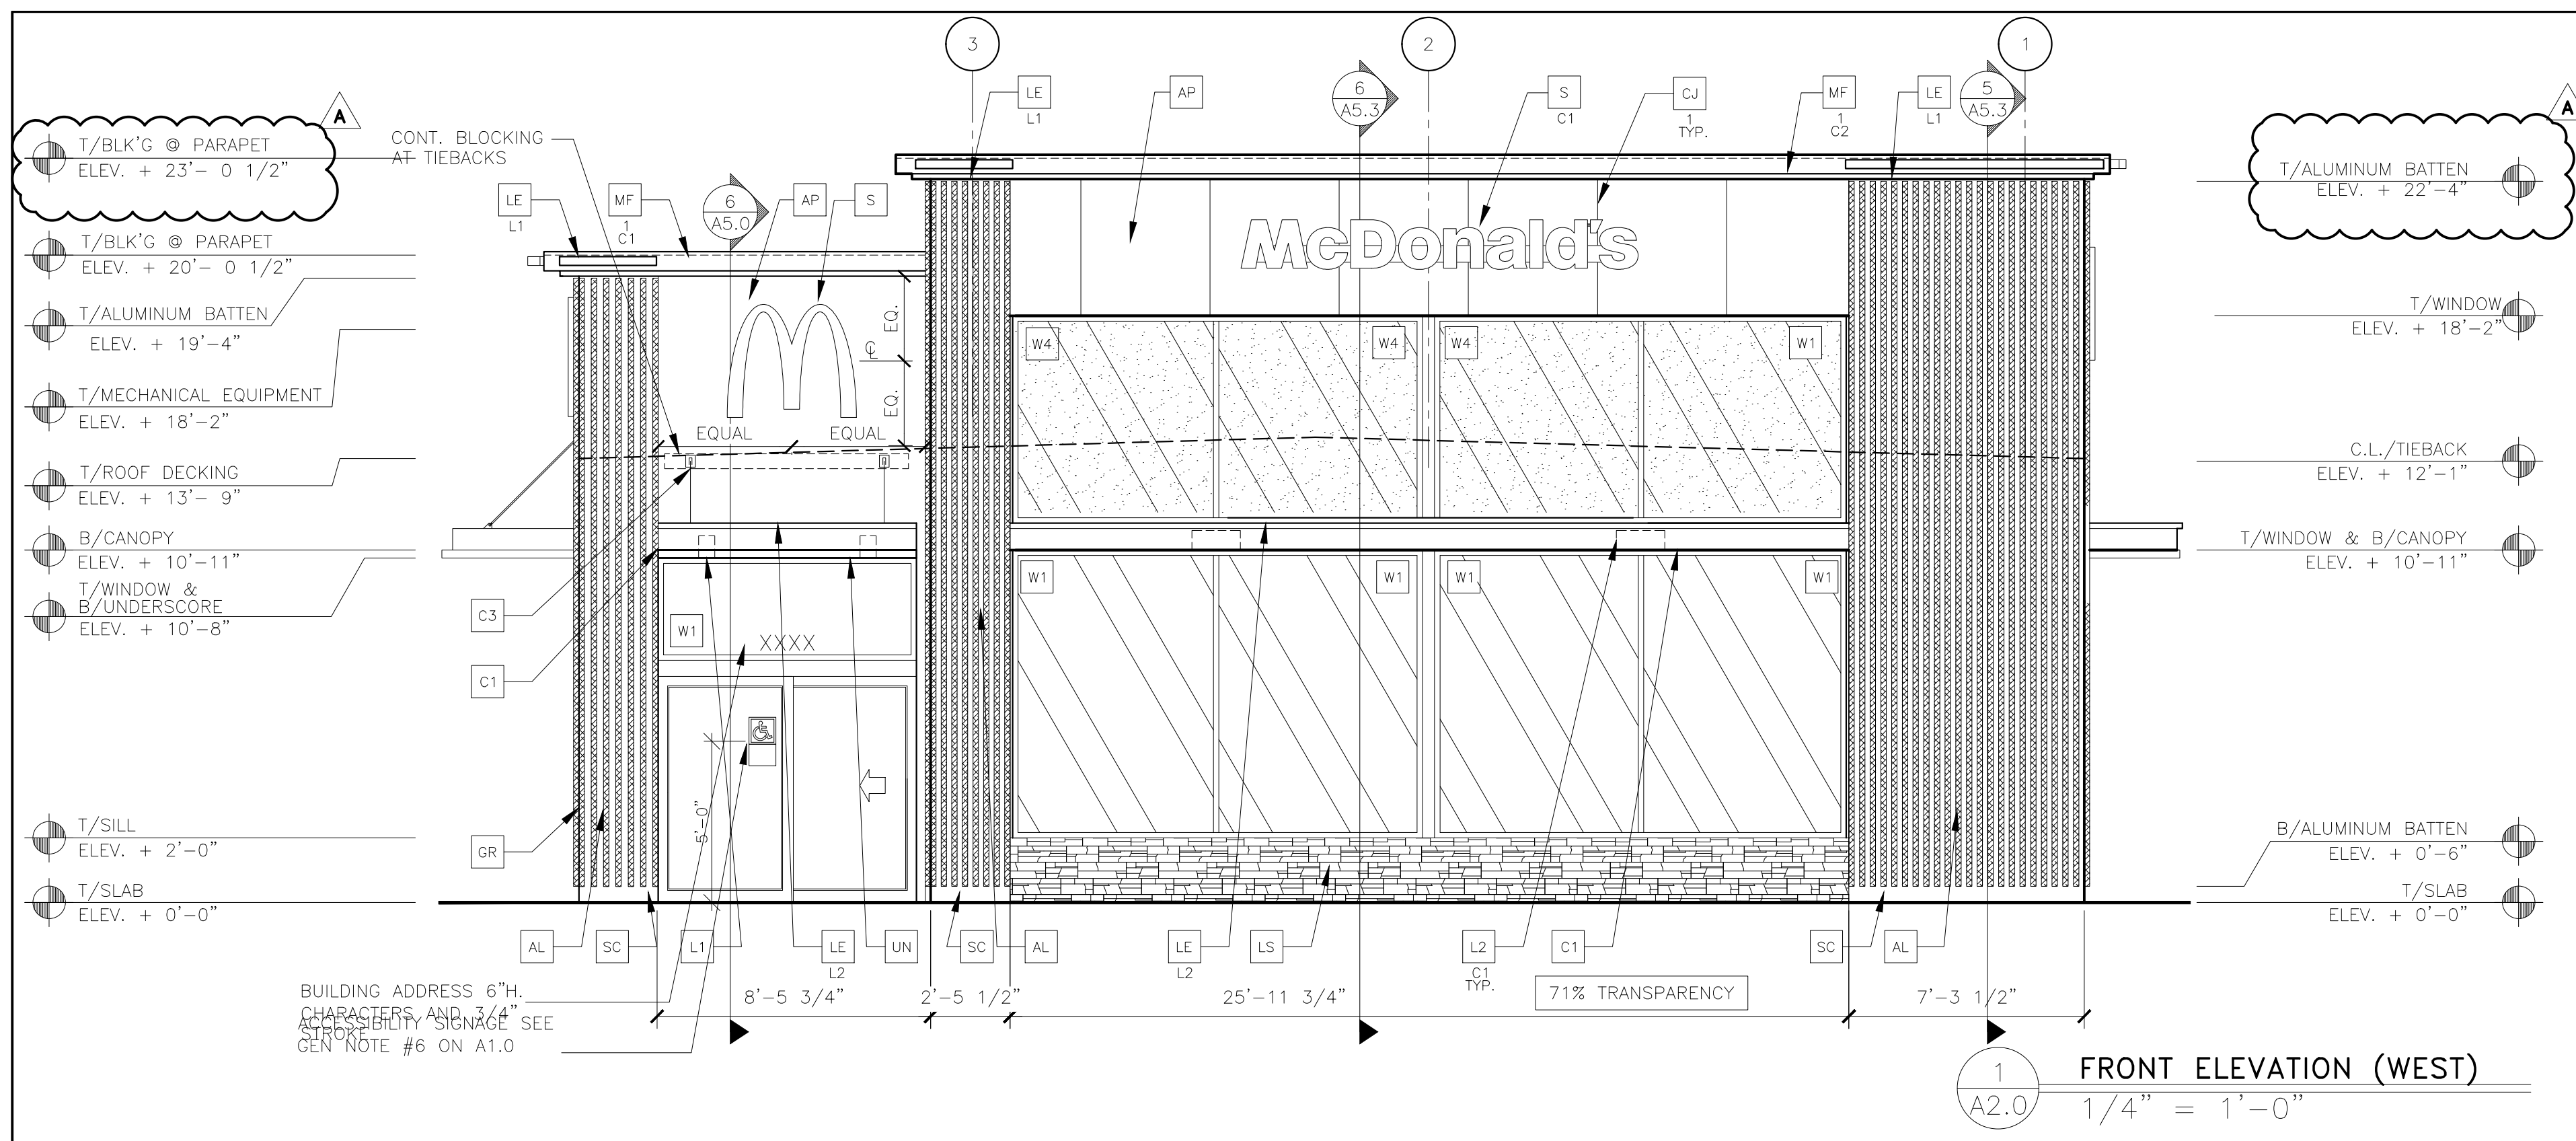 3
2
1
A
T/BLK'G @ PARAPET
ELEV. + 23'- 0 1/2"
CONT. BLOCKING
AT TIEBACKS
LE
L1
AP
6
A5.3
S
C1
CJ
1
TYP.
MF
1
C2
LE
L1
5
A5.3
A
T/ALUMINUM BATTEN
ELEV. + 22'-4"
LE
L1
MF
1
C1
6
A5.0
AP
S
McDonald's
T/BLK'G @ PARAPET
ELEV. + 20'- 0 1/2"
T/ALUMINUM BATTEN
ELEV. + 19'-4"
T/MECHANICAL EQUIPMENT
ELEV. + 18'-2"
T/ROOF DECKING
ELEV. + 13'- 9"
B/CANOPY
ELEV. + 10'-11"
T/WINDOW &
B/UNDERSCORE
ELEV. + 10'-8"
T/SILL
ELEV. + 2'-0"
T/SLAB
ELEV. + 0'-0"
EQ.
CL
EQ.
EQUAL
EQUAL
W4
W4
W4
W1
T/WINDOW
ELEV. + 18'-2"
C.L./TIEBACK
ELEV. + 12'-1"
T/WINDOW & B/CANOPY
ELEV. + 10'-11"
B/ALUMINUM BATTEN
ELEV. + 0'-6"
T/SLAB
ELEV. + 0'-0"
C3
C1
GR
W1
XXXX
W1
W1
W1
W1
5'-0"
AL
SC
L1
LE
L2
UN
SC
AL
LE
L2
LS
L2
C1
TYP.
C1
SC
AL
BUILDING ADDRESS 6"H.
CHARACTERS AND 3/4"
STROKE
ACCESSIBILITY SIGNAGE SEE
GEN NOTE #6 ON A1.0
8'-5 3/4"
2'-5 1/2"
25'-11 3/4"
71% TRANSPARENCY
7'-3 1/2"
1
A2.0
FRONT ELEVATION (WEST)
1/4" = 1'-0"